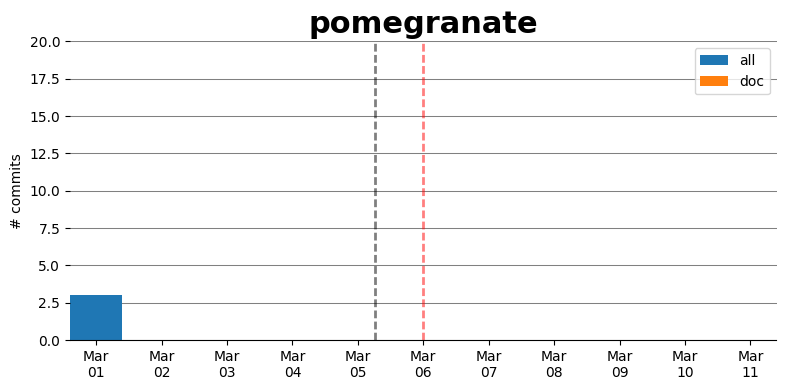 pomegranate
# commits
20.0
17.5
15.0
12.5
10.0
7.5
5.0
2.5
0.0
all
doc
Mar 01
Mar 02
Mar 03
Mar 04
Mar 05
Mar 06
Mar 07
Mar 08
Mar 09
Mar 10
Mar 11